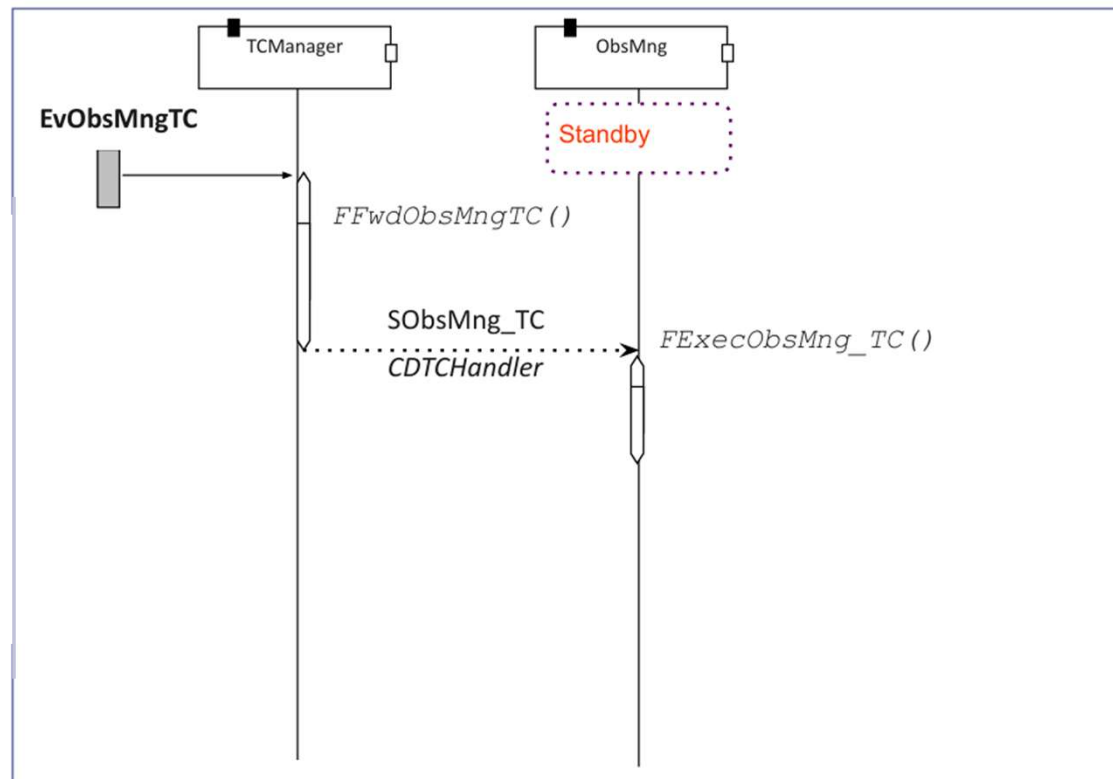 TCManager
ObsMng
EvObsMngTC
Standby
FFwdObsMngTC()
SObsMng_TC
FExecObsMng_TC()
CDTCHandler